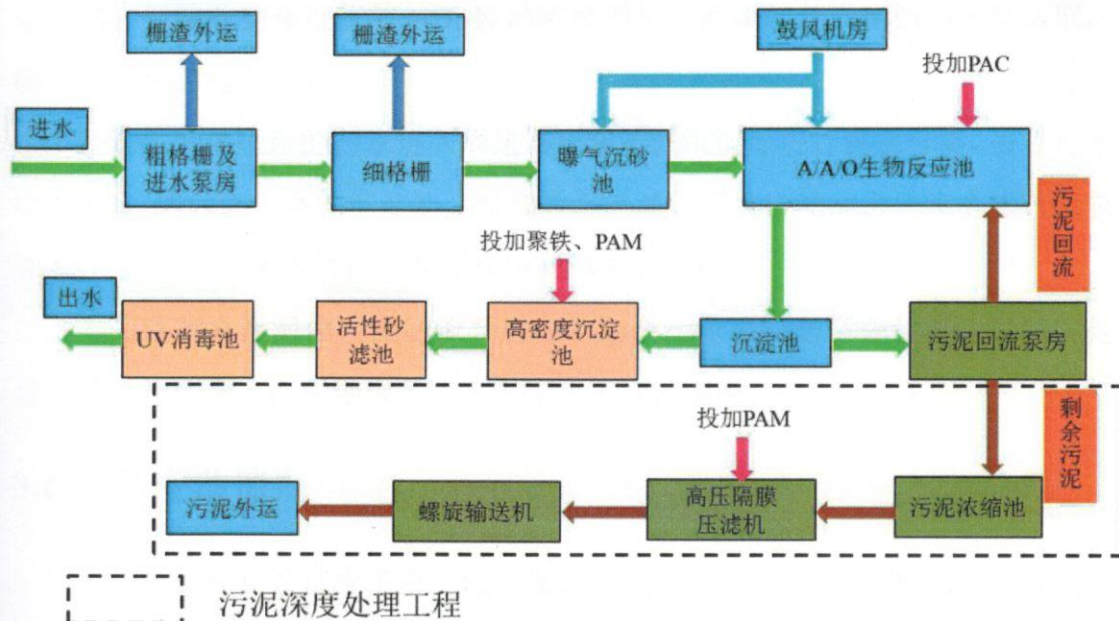 栅渣外运
栅渣外运
鼓风机房
投加PAC
进水
粗格栅及
进水泵房
细格栅
曝气沉砂
池
A/A/O生物反应池
污泥回流
投加聚铁、PAM
出水
UV消毒池
活性砂
滤池
高密度沉淀
池
沉淀池
污泥回流泵房
剩余污泥
投加PAM
污泥外运
螺旋输送机
高压隔膜
压滤机
污泥浓缩池
污泥深度处理工程